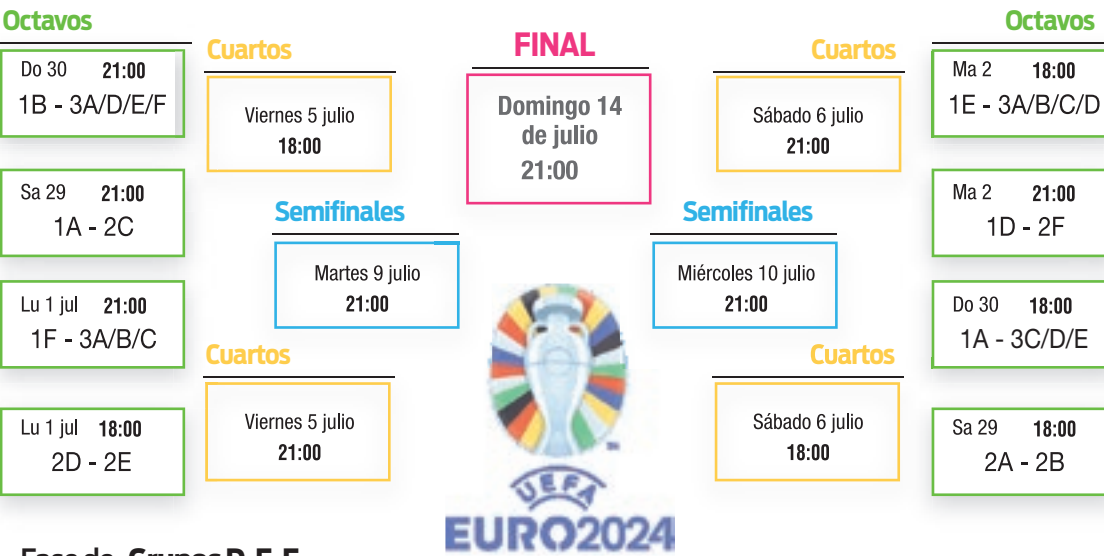 Octavos
Do 30 21:00
1B - 3A/D/E/F
Sa 29 21:00
1A - 2C
Lu 1 jul 21:00
1F - 3A/B/C
Lu 1 jul 18:00
2D - 2E
Cuartos
Viernes 5 julio
18:00
Semifinales
Martes 9 julio
21:00
Cuartos
Viernes 5 julio
21:00
FINAL
Domingo 14
de julio
21:00
UEFA
EURO2024
Cuartos
Sábado 6 julio
21:00
Semifinales
Miércoles 10 julio
21:00
Cuartos
Sábado 6 julio
18:00
Octavos
Ma 2 18:00
1E - 3A/B/C/D
Ma 2 21:00
1D - 2F
Do 30 18:00
1A - 3C/D/E
Sa 29 18:00
2A - 2B
Fase de Grupos D, E, F